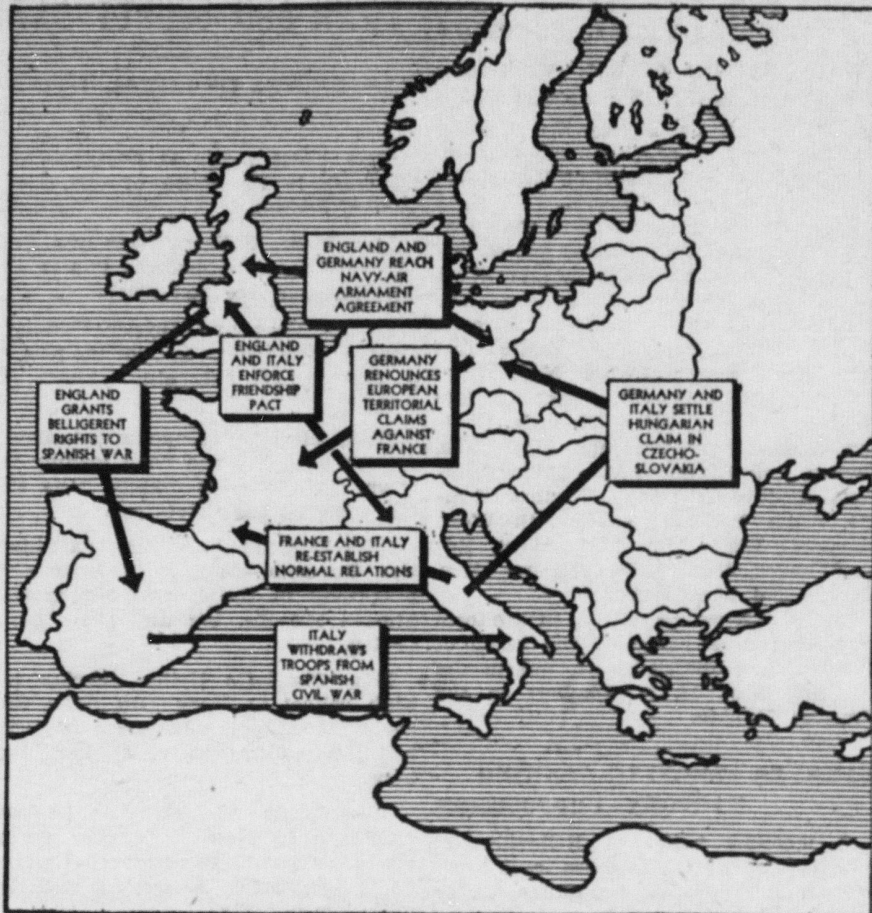 ENGLAND AND
GERMANY REACH
NAVY-AIR
ARMAMENT
AGREEMENT
ENGLAND
AND ITALY
ENFORCE
FRIENDSHIP
PACT
GERMANY
RENOUNCES
EUROPEAN
TERRITORIAL
CLAIMS
AGAINST
FRANCE
ENGLAND
GRANTS
BELLIGERENT
RIGHTS TO
SPANISH WAR
GERMANY AND
ITALY SETTLE
HUNGARIAN
CLAIM IN
CZECHO-
SLOVAKIA
FRANCE AND ITALY
RE-ESTABLISH
NORMAL RELATIONS
ITALY
WITHDRAWS
TROOPS FROM
SPANISH
CIVIL WAR